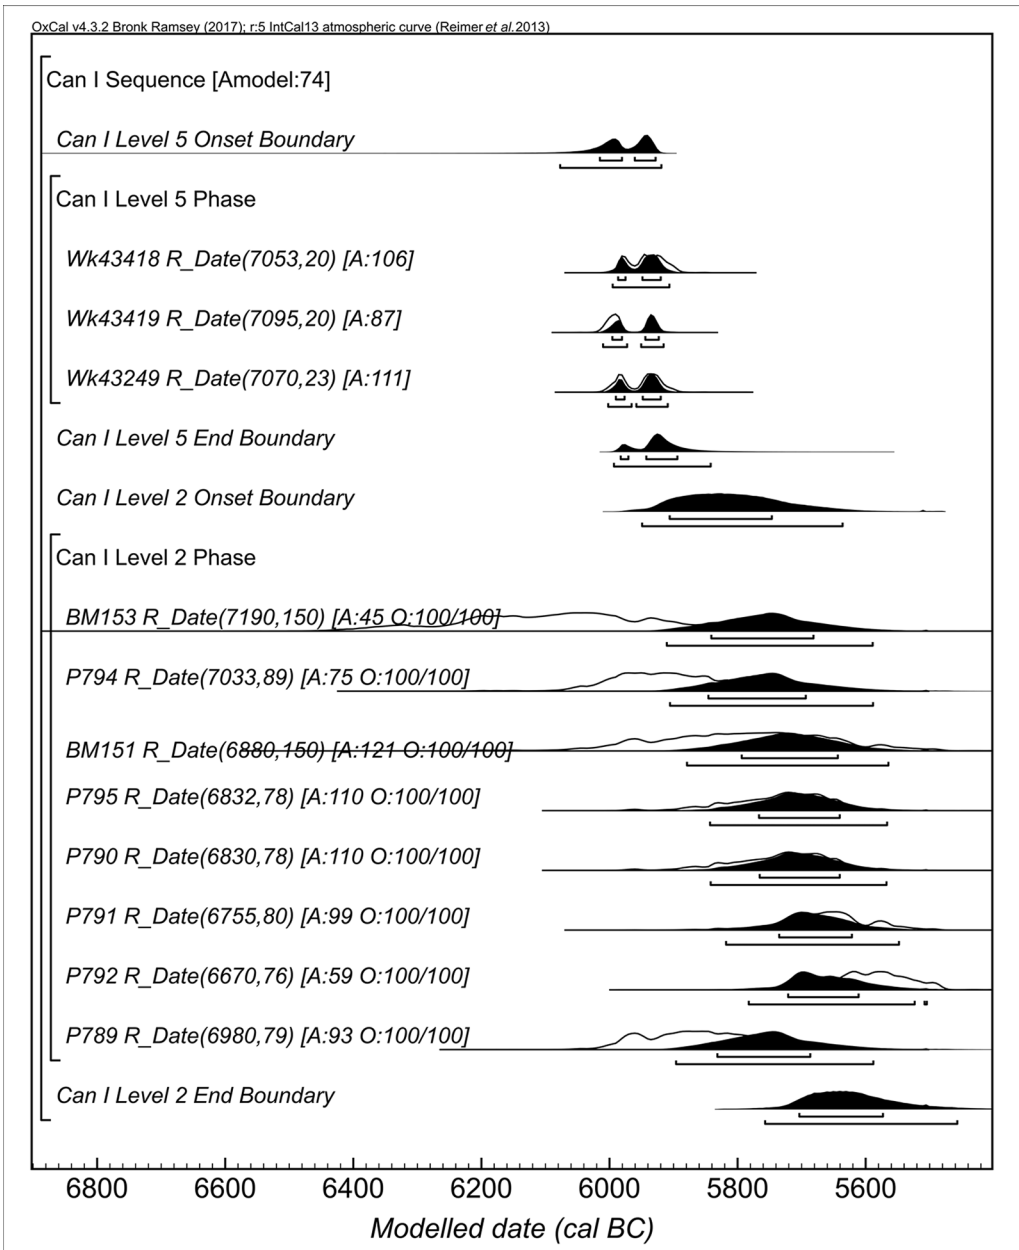 OxCal v4.3.2 Bronk Ramsey (2017); r:5 IntCal13 atmospheric curve (Reimer et al. 2013)
Can I Sequence [Amodel:74]
Can I Level 5 Onset Boundary
Can I Level 5 Phase
Wk43418 R_Date(7053,20) [A:106]
Wk43419 R_Date(7095,20) [A:87]
Wk43249 R_Date(7070,23) [A:111]
Can I Level 5 End Boundary
Can I Level 2 Onset Boundary
Can I Level 2 Phase
BM153 R_Date(7190,150) [A:45 O:100/100]
P794 R_Date(7033,89) [A:75 O:100/100]
BM151 R_Date(6880,150) [A:121 O:100/100]
P795 R_Date(6832,78) [A:110 O:100/100]
P790 R_Date(6830,78) [A:110 O:100/100]
P791 R_Date(6755,80) [A:99 O:100/100]
P792 R_Date(6670,76) [A:59 O:100/100]
P789 R_Date(6980,79) [A:93 O:100/100]
Can I Level 2 End Boundary
6800 6600 6400 6200 6000 5800 5600
Modelled date (cal BC)